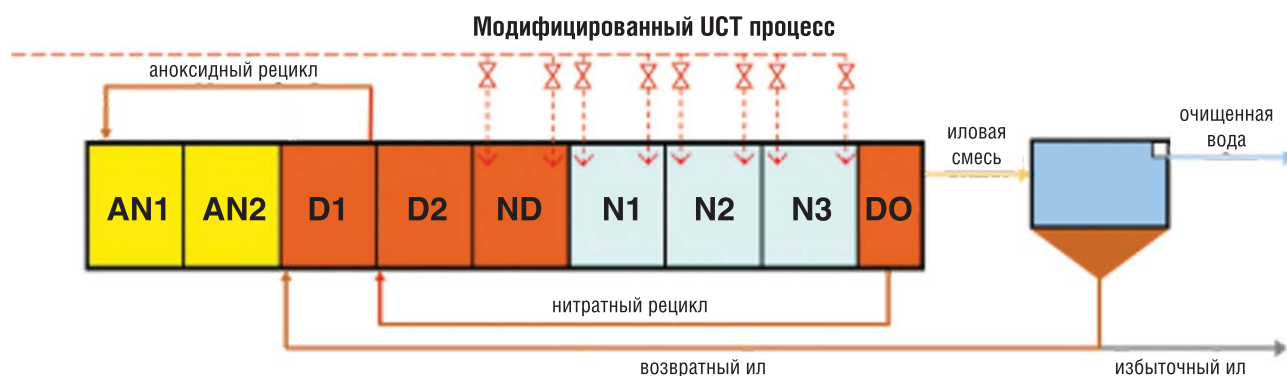 Модифицированный UCT процесс
аноксидный рецикл
иловая
смесь
очищенная
вода
AN1
AN2
D1
D2
ND
N1
N2
N3
DO
нитратный рецикл
возвратный ил
избыточный ил